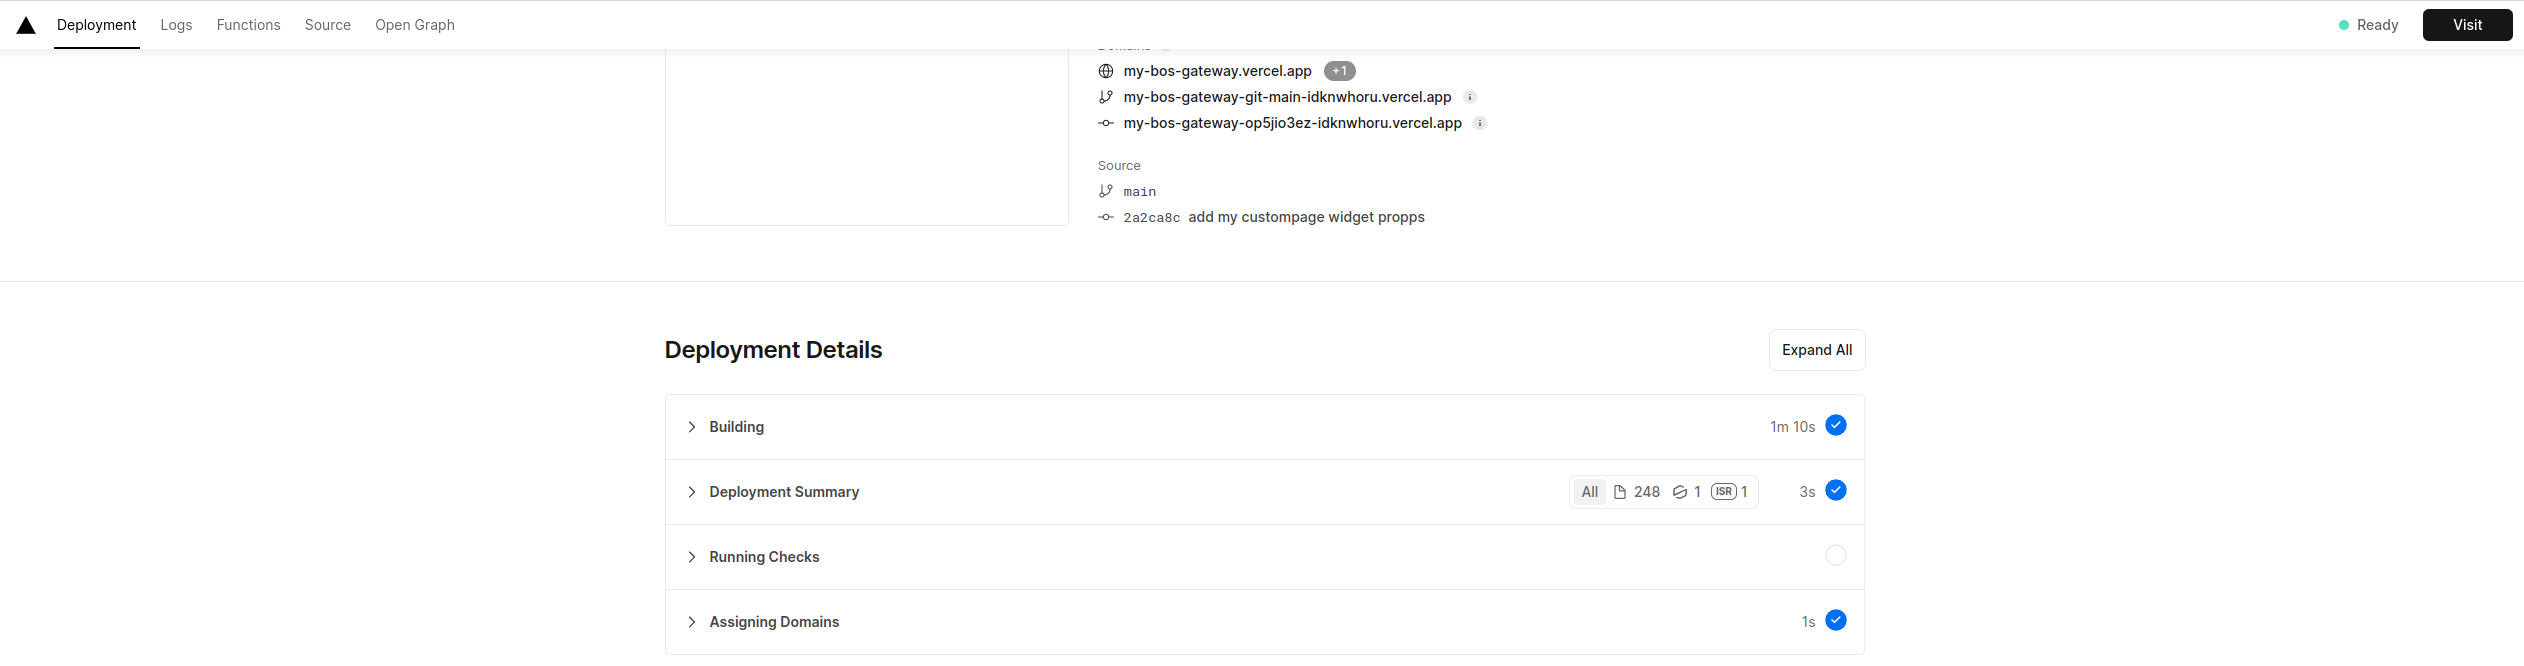 Deployment Logs Functions Source Open Graph Ready Visit
my-bos-gateway.vercel.app +1
my-bos-gateway-git-main-idknwhoru.vercel.app
my-bos-gateway-op5jio3ez-idknwhoru.vercel.app
Source
main
2a2ca8c add my custompage widget propps
Deployment Details Expand All
Building 1m 10s
Deployment Summary All 248 1 ISR 1 3s
Running Checks
Assigning Domains 1s